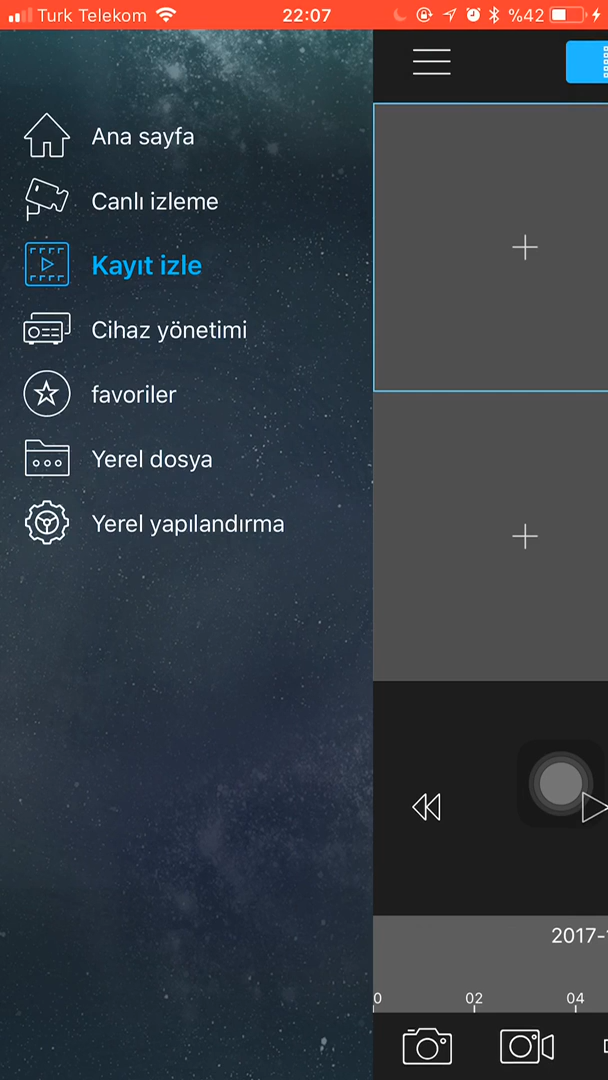 Turk Telekom 22:07 %42
Ana sayfa
Canlı izleme
Kayıt izle
Cihaz yönetimi
favoriler
Yerel dosya
Yerel yapılandırma
2017-
0 02 04